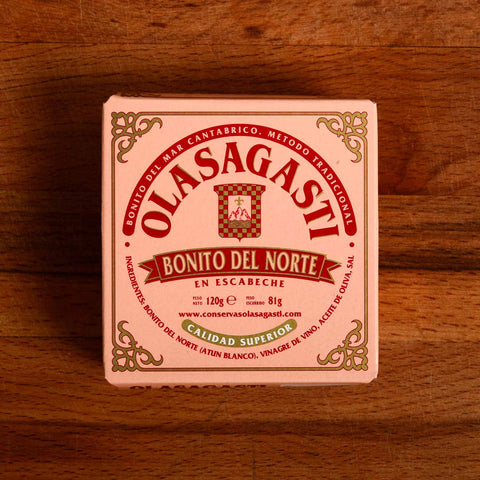 BONITO DEL MAR CANTABRICO. METODO TRADICIONAL
OLASAGASTI
BONITO DEL NORTE
EN ESCABECHE
PESO NETO 120g e PESO ESCURRIDO 81g
www.conservasolasagasti.com
CALIDAD SUPERIOR
INGREDIENTES: BONITO DEL NORTE (ATUN BLANCO), VINAGRE DE VINO, ACEITE DE OLIVA, SAL
OLASAGASTI